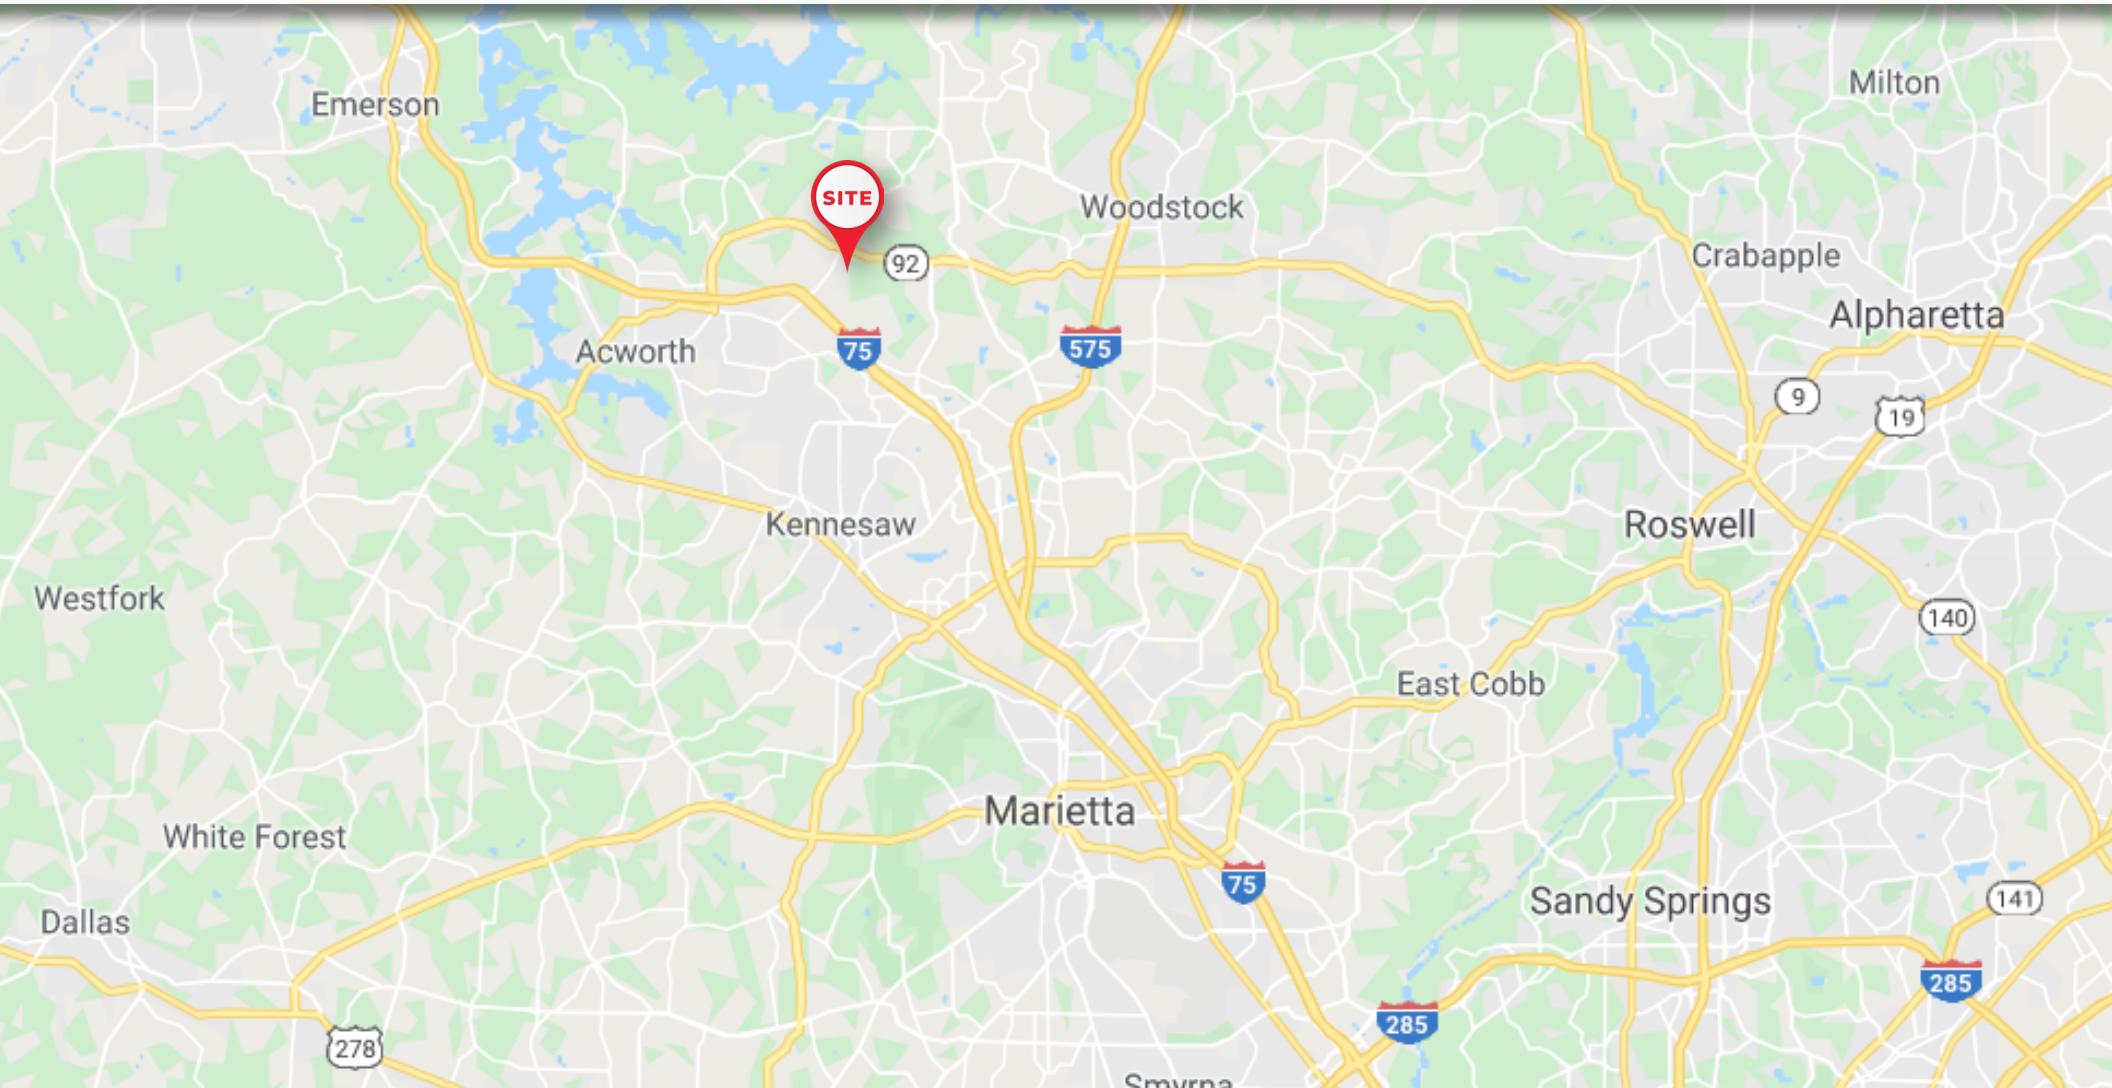 Milton
Emerson
SITE
Woodstock
92
Crabapple
Alpharetta
Acworth
75
575
9
19
Kennesaw
Roswell
Westfork
140
East Cobb
Marietta
White Forest
75
Sandy Springs
141
Dallas
285
285
278
Smyrna